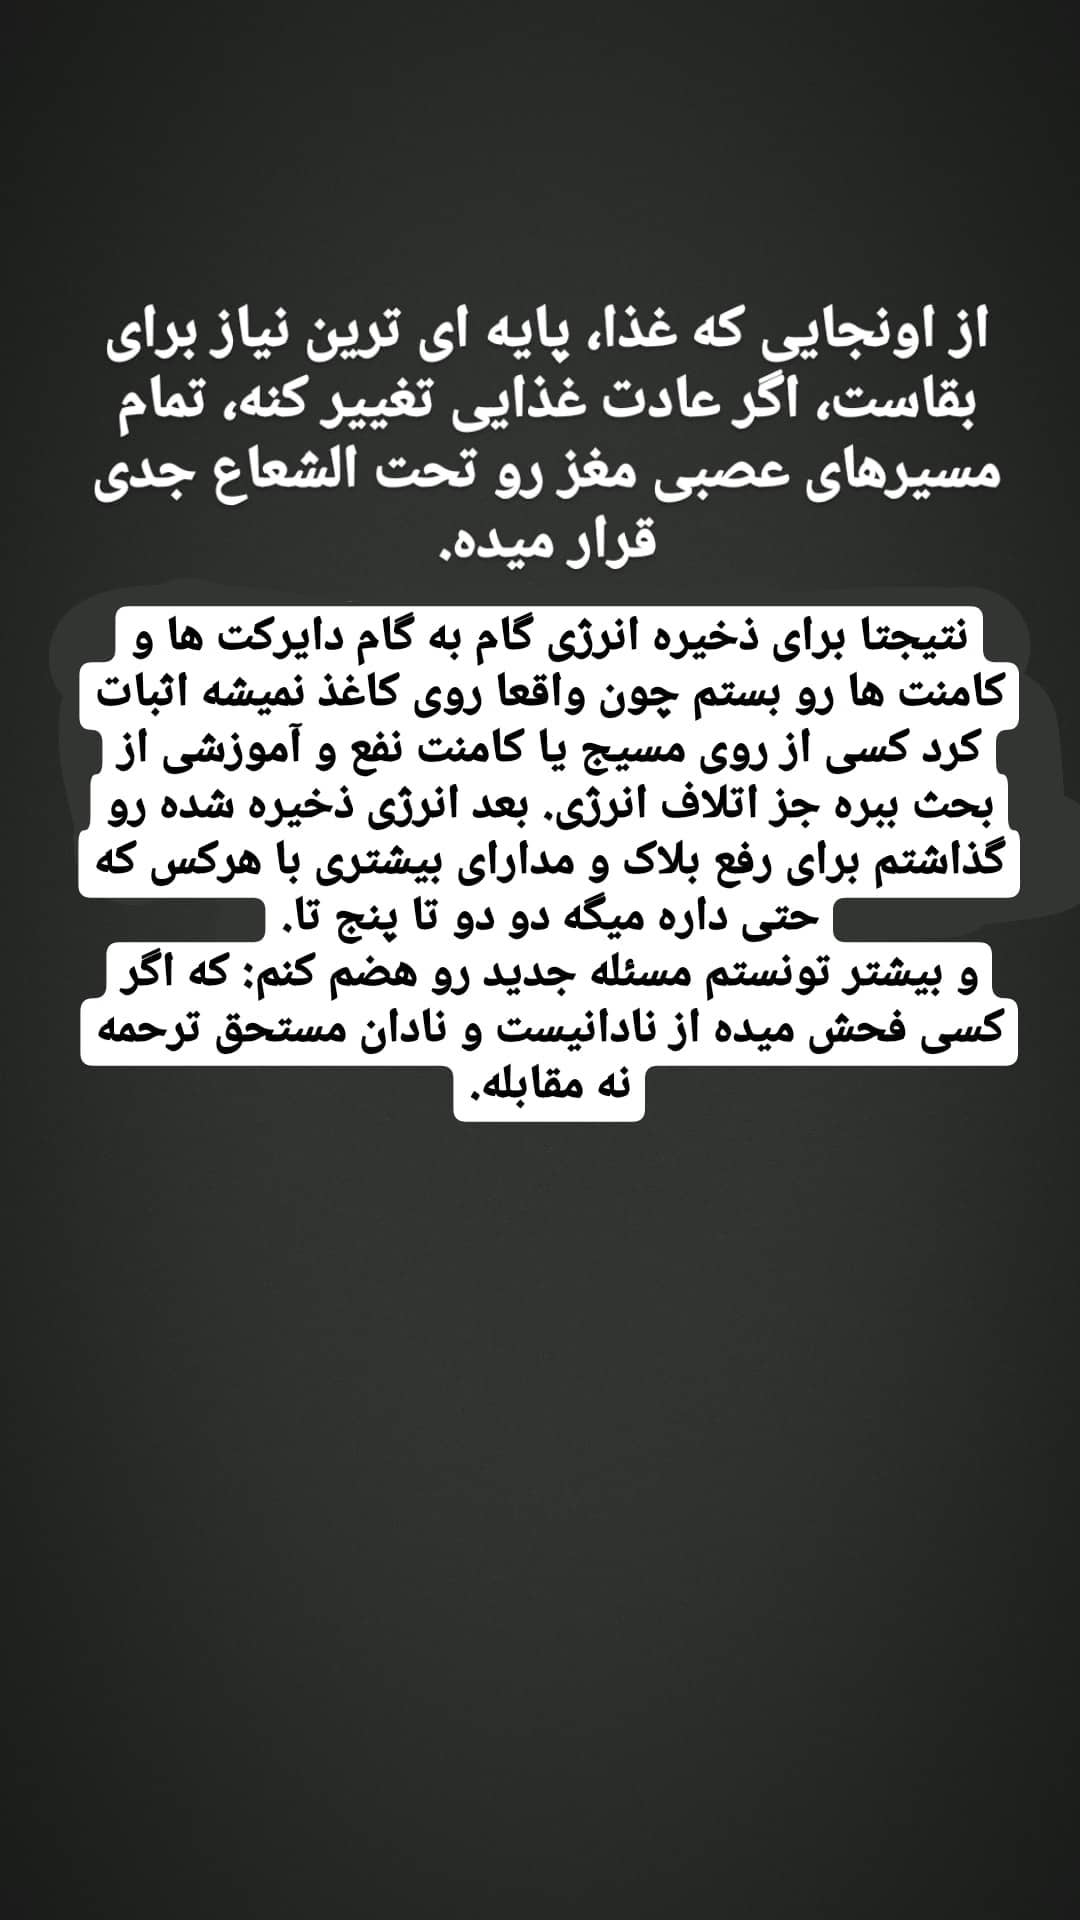 از اونجایی که غذا، پایه ای ترین نیاز برای
بقاست، اگر عادت غذایی تغییر کنه، تمام
مسیرهای عصبی مغز رو تحت الشعاع جدی
قرار میده.
نتیجتا برای ذخیره انرژی گام به گام دایرکت ها و
کامنت ها رو بستم چون واقعا روی کاغذ نمیشه اثبات
کرد کسی از روی مسیج یا کامنت نفع و آموزشی از
بحث ببره جز اتلاف انرژی. بعد انرژی ذخیره شده رو
گذاشتم برای رفع بلاک و مدارای بیشتری با هرکس که
حتی داره میگه دو دو تا پنج تا.
و بیشتر تونستم مسئله جدید رو هضم کنم: که اگر
کسی فحش میده از نادانیست و نادان مستحق ترحمه
نه مقابله.